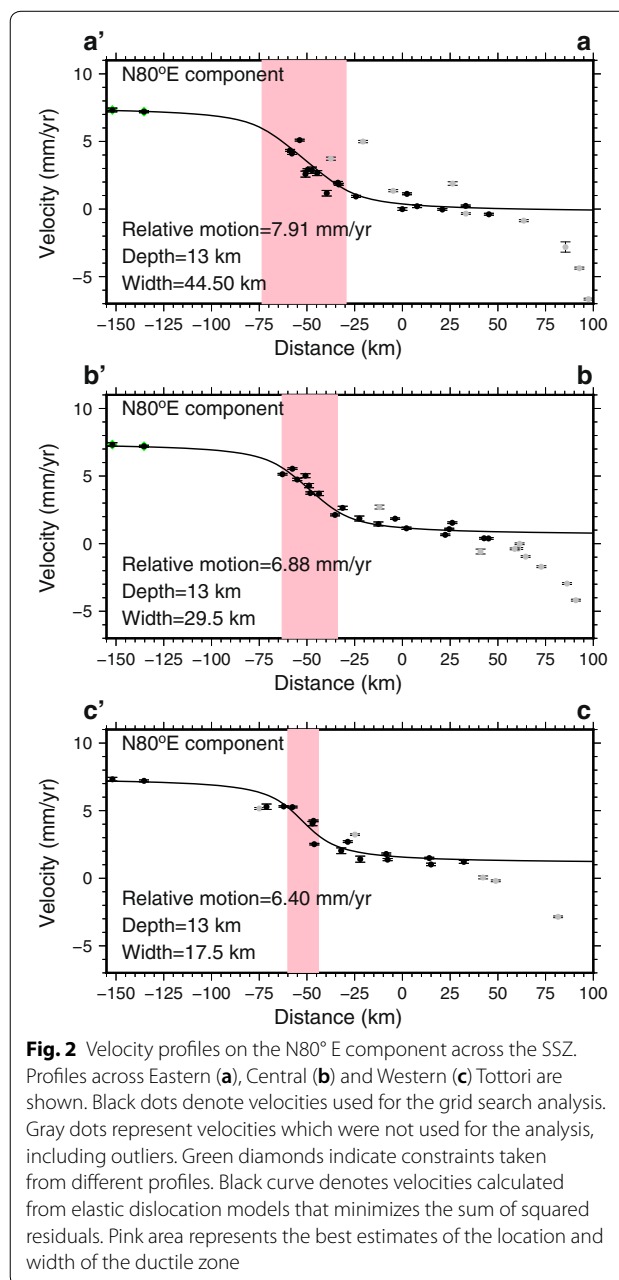 a’ a
10
5
0
−5
Velocity (mm/yr)
N80ºE component
Relative motion=7.91 mm/yr
Depth=13 km
Width=44.50 km
−150 −125 −100 −75 −50 −25 0 25 50 75 100
Distance (km)
b’ b
10
5
0
−5
Velocity (mm/yr)
N80ºE component
Relative motion=6.88 mm/yr
Depth=13 km
Width=29.5 km
−150 −125 −100 −75 −50 −25 0 25 50 75 100
Distance (km)
c’ c
10
5
0
−5
Velocity (mm/yr)
N80ºE component
Relative motion=6.40 mm/yr
Depth=13 km
Width=17.5 km
−150 −125 −100 −75 −50 −25 0 25 50 75 100
Distance (km)
Fig. 2 Velocity profiles on the N80° E component across the SSZ.
Profiles across Eastern (a), Central (b) and Western (c) Tottori are
shown. Black dots denote velocities used for the grid search analysis.
Gray dots represent velocities which were not used for the analysis,
including outliers. Green diamonds indicate constraints taken
from different profiles. Black curve denotes velocities calculated
from elastic dislocation models that minimizes the sum of squared
residuals. Pink area represents the best estimates of the location and
width of the ductile zone